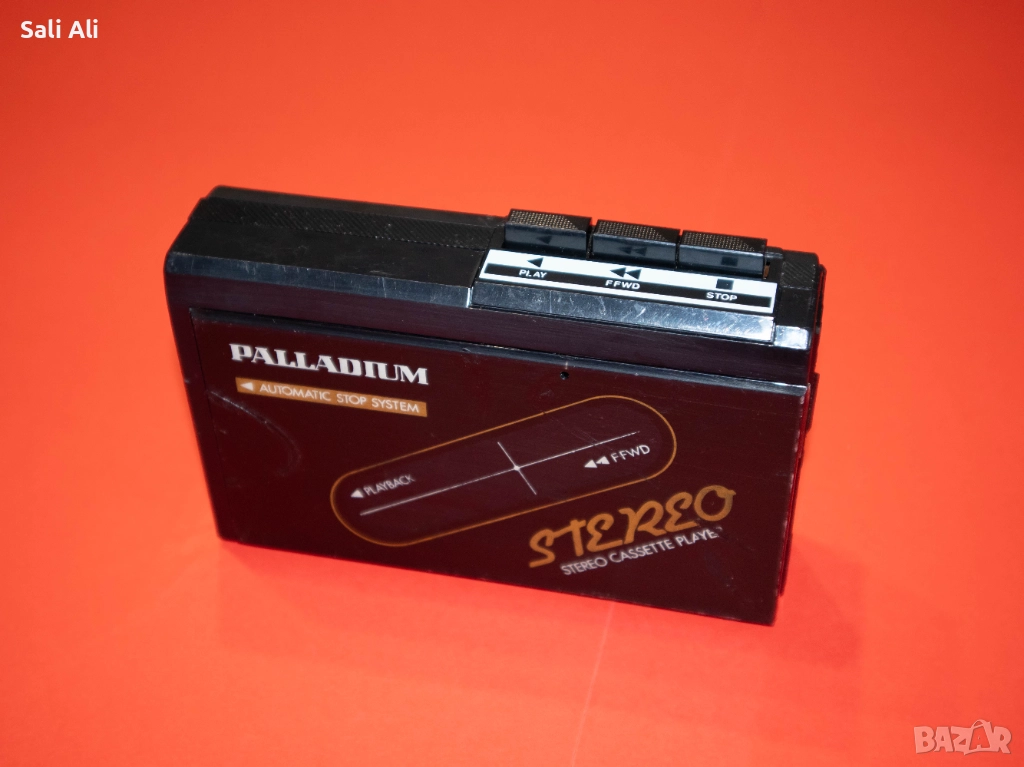 Sali Ali
PLAY FFWD STOP
PALLADIUM
AUTOMATIC STOP SYSTEM
PLAYBACK
FFWD
STEREO
STEREO CASSETTE PLAYER
BAZAR